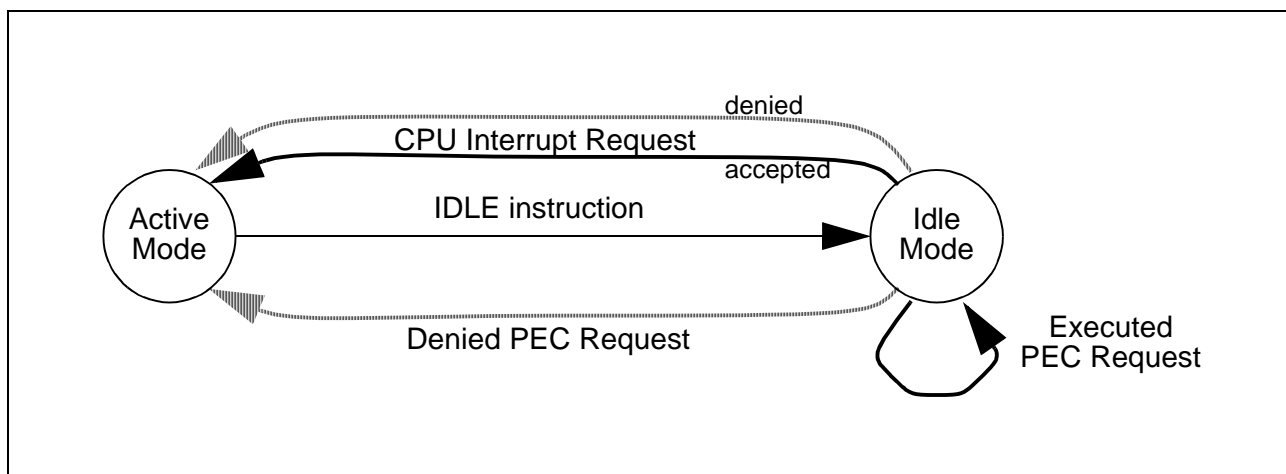 denied
CPU Interrupt Request
accepted
Active
Mode
IDLE instruction
Idle
Mode
Denied PEC Request
Executed
PEC Request